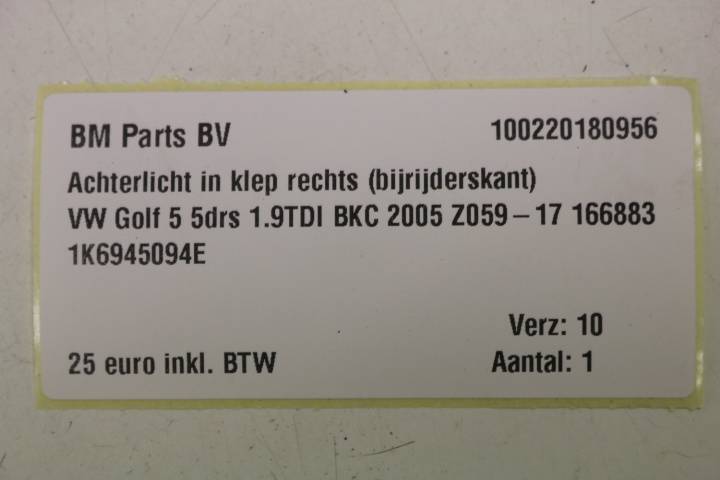 BM Parts BV 100220180956
Achterlicht in klep rechts (bijrijderskant)
VW Golf 5 5drs 1.9TDI BKC 2005 Z059 – 17 166883
1K6945094E
Verz: 10
25 euro inkl. BTW Aantal: 1